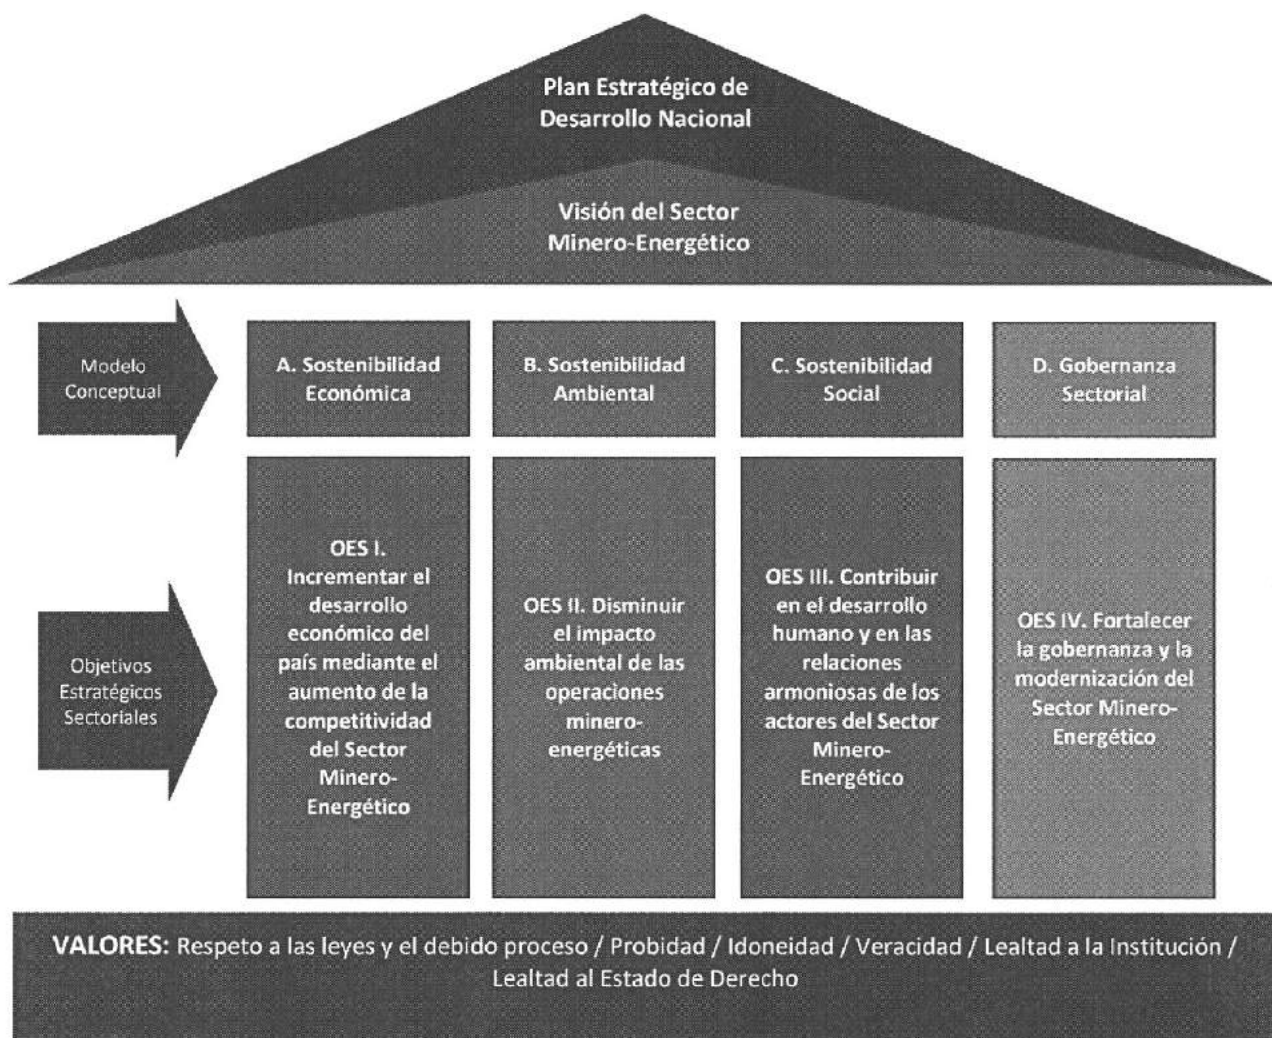 Plan Estratégico de
Desarrollo Nacional
Visión del Sector
Minero-Energético
Modelo
Conceptual
A. Sostenibilidad
Económica
B. Sostenibilidad
Ambiental
C. Sostenibilidad
Social
D. Gobernanza
Sectorial
Objetivos
Estratégicos
Sectoriales
OES I.
Incrementar el
desarrollo
económico del
país mediante el
aumento de la
competitividad
del Sector
Minero-
Energético
OES II. Disminuir
el impacto
ambiental de las
operaciones
minero-
energéticas
OES III. Contribuir
en el desarrollo
humano y en las
relaciones
armoniosas de los
actores del Sector
Minero-
Energético
OES IV. Fortalecer
la gobernanza y la
modernización del
Sector Minero-
Energético
VALORES: Respeto a las leyes y el debido proceso / Probidad / Idoneidad / Veracidad / Lealtad a la Institución /
Lealtad al Estado de Derecho